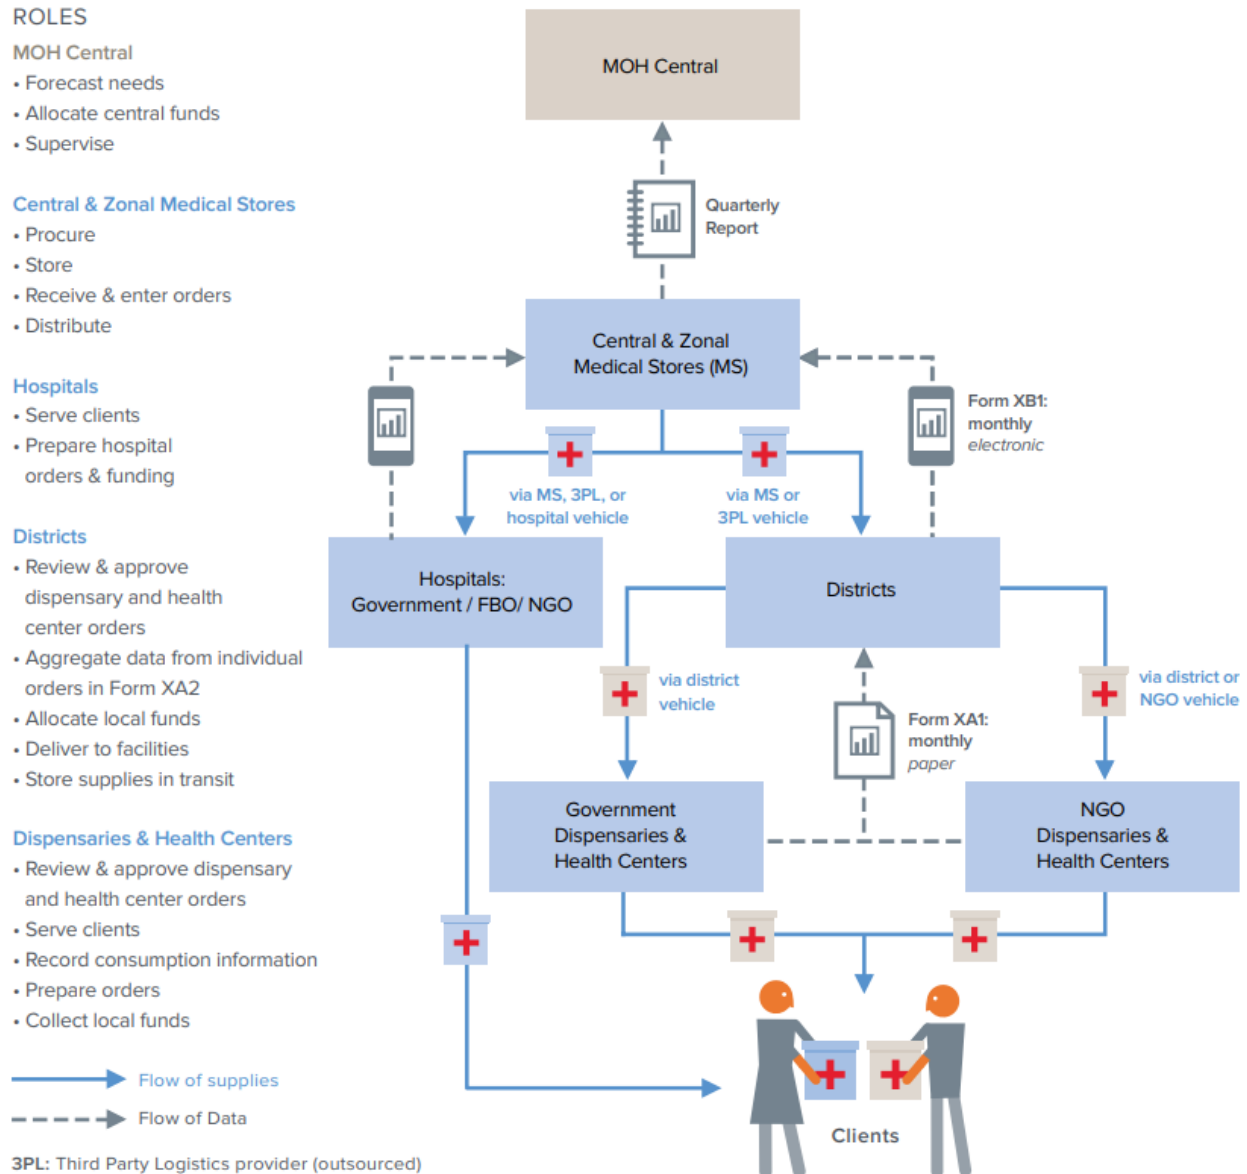 ROLES
MOH Central
• Forecast needs
• Allocate central funds
• Supervise
Central & Zonal Medical Stores
• Procure
• Store
• Receive & enter orders
• Distribute
Hospitals
• Serve clients
• Prepare hospital
orders & funding
Districts
• Review & approve
dispensary and health
center orders
• Aggregate data from individual
orders in Form XA2
• Allocate local funds
• Deliver to facilities
• Store supplies in transit
Dispensaries & Health Centers
• Review & approve dispensary
and health center orders
• Serve clients
• Record consumption information
• Prepare orders
• Collect local funds
Flow of supplies
Flow of Data
3PL: Third Party Logistics provider (outsourced)
MOH Central
Quarterly
Report
Central & Zonal
Medical Stores (MS)
Form XB1:
monthly
electronic
via MS, 3PL, or
hospital vehicle
via MS or
3PL vehicle
Hospitals:
Government / FBO/ NGO
Districts
via district
vehicle
Form XA1:
monthly
paper
via district or
NGO vehicle
Government
Dispensaries &
Health Centers
NGO
Dispensaries &
Health Centers
Clients